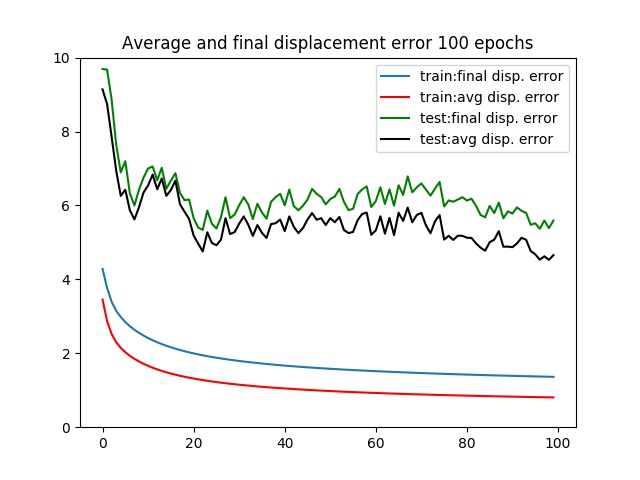 Average and final displacement error 100 epochs
train:final disp. error
train:avg disp. error
test:final disp. error
test:avg disp. error
10
8
6
4
2
0
0 20 40 60 80 100